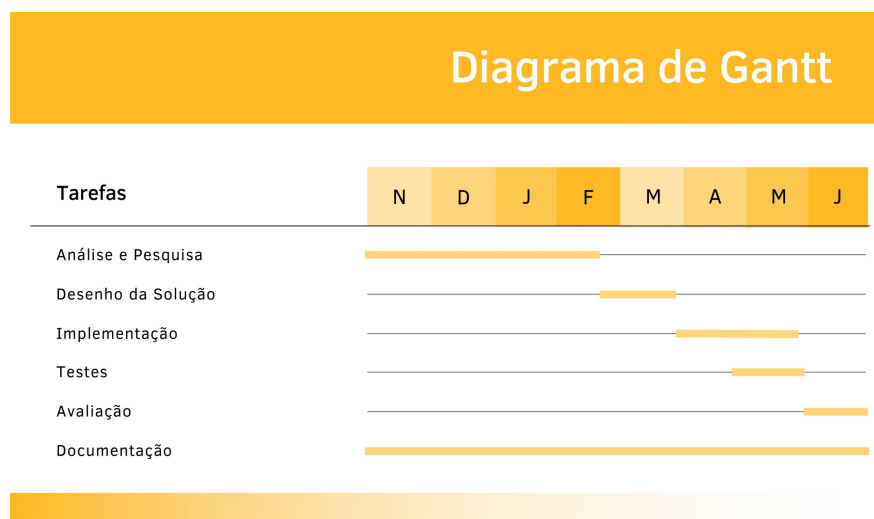 Diagrama de Gantt
Tarefas N D J F M A M J
Análise e Pesquisa
Desenho da Solução
Implementação
Testes
Avaliação
Documentação